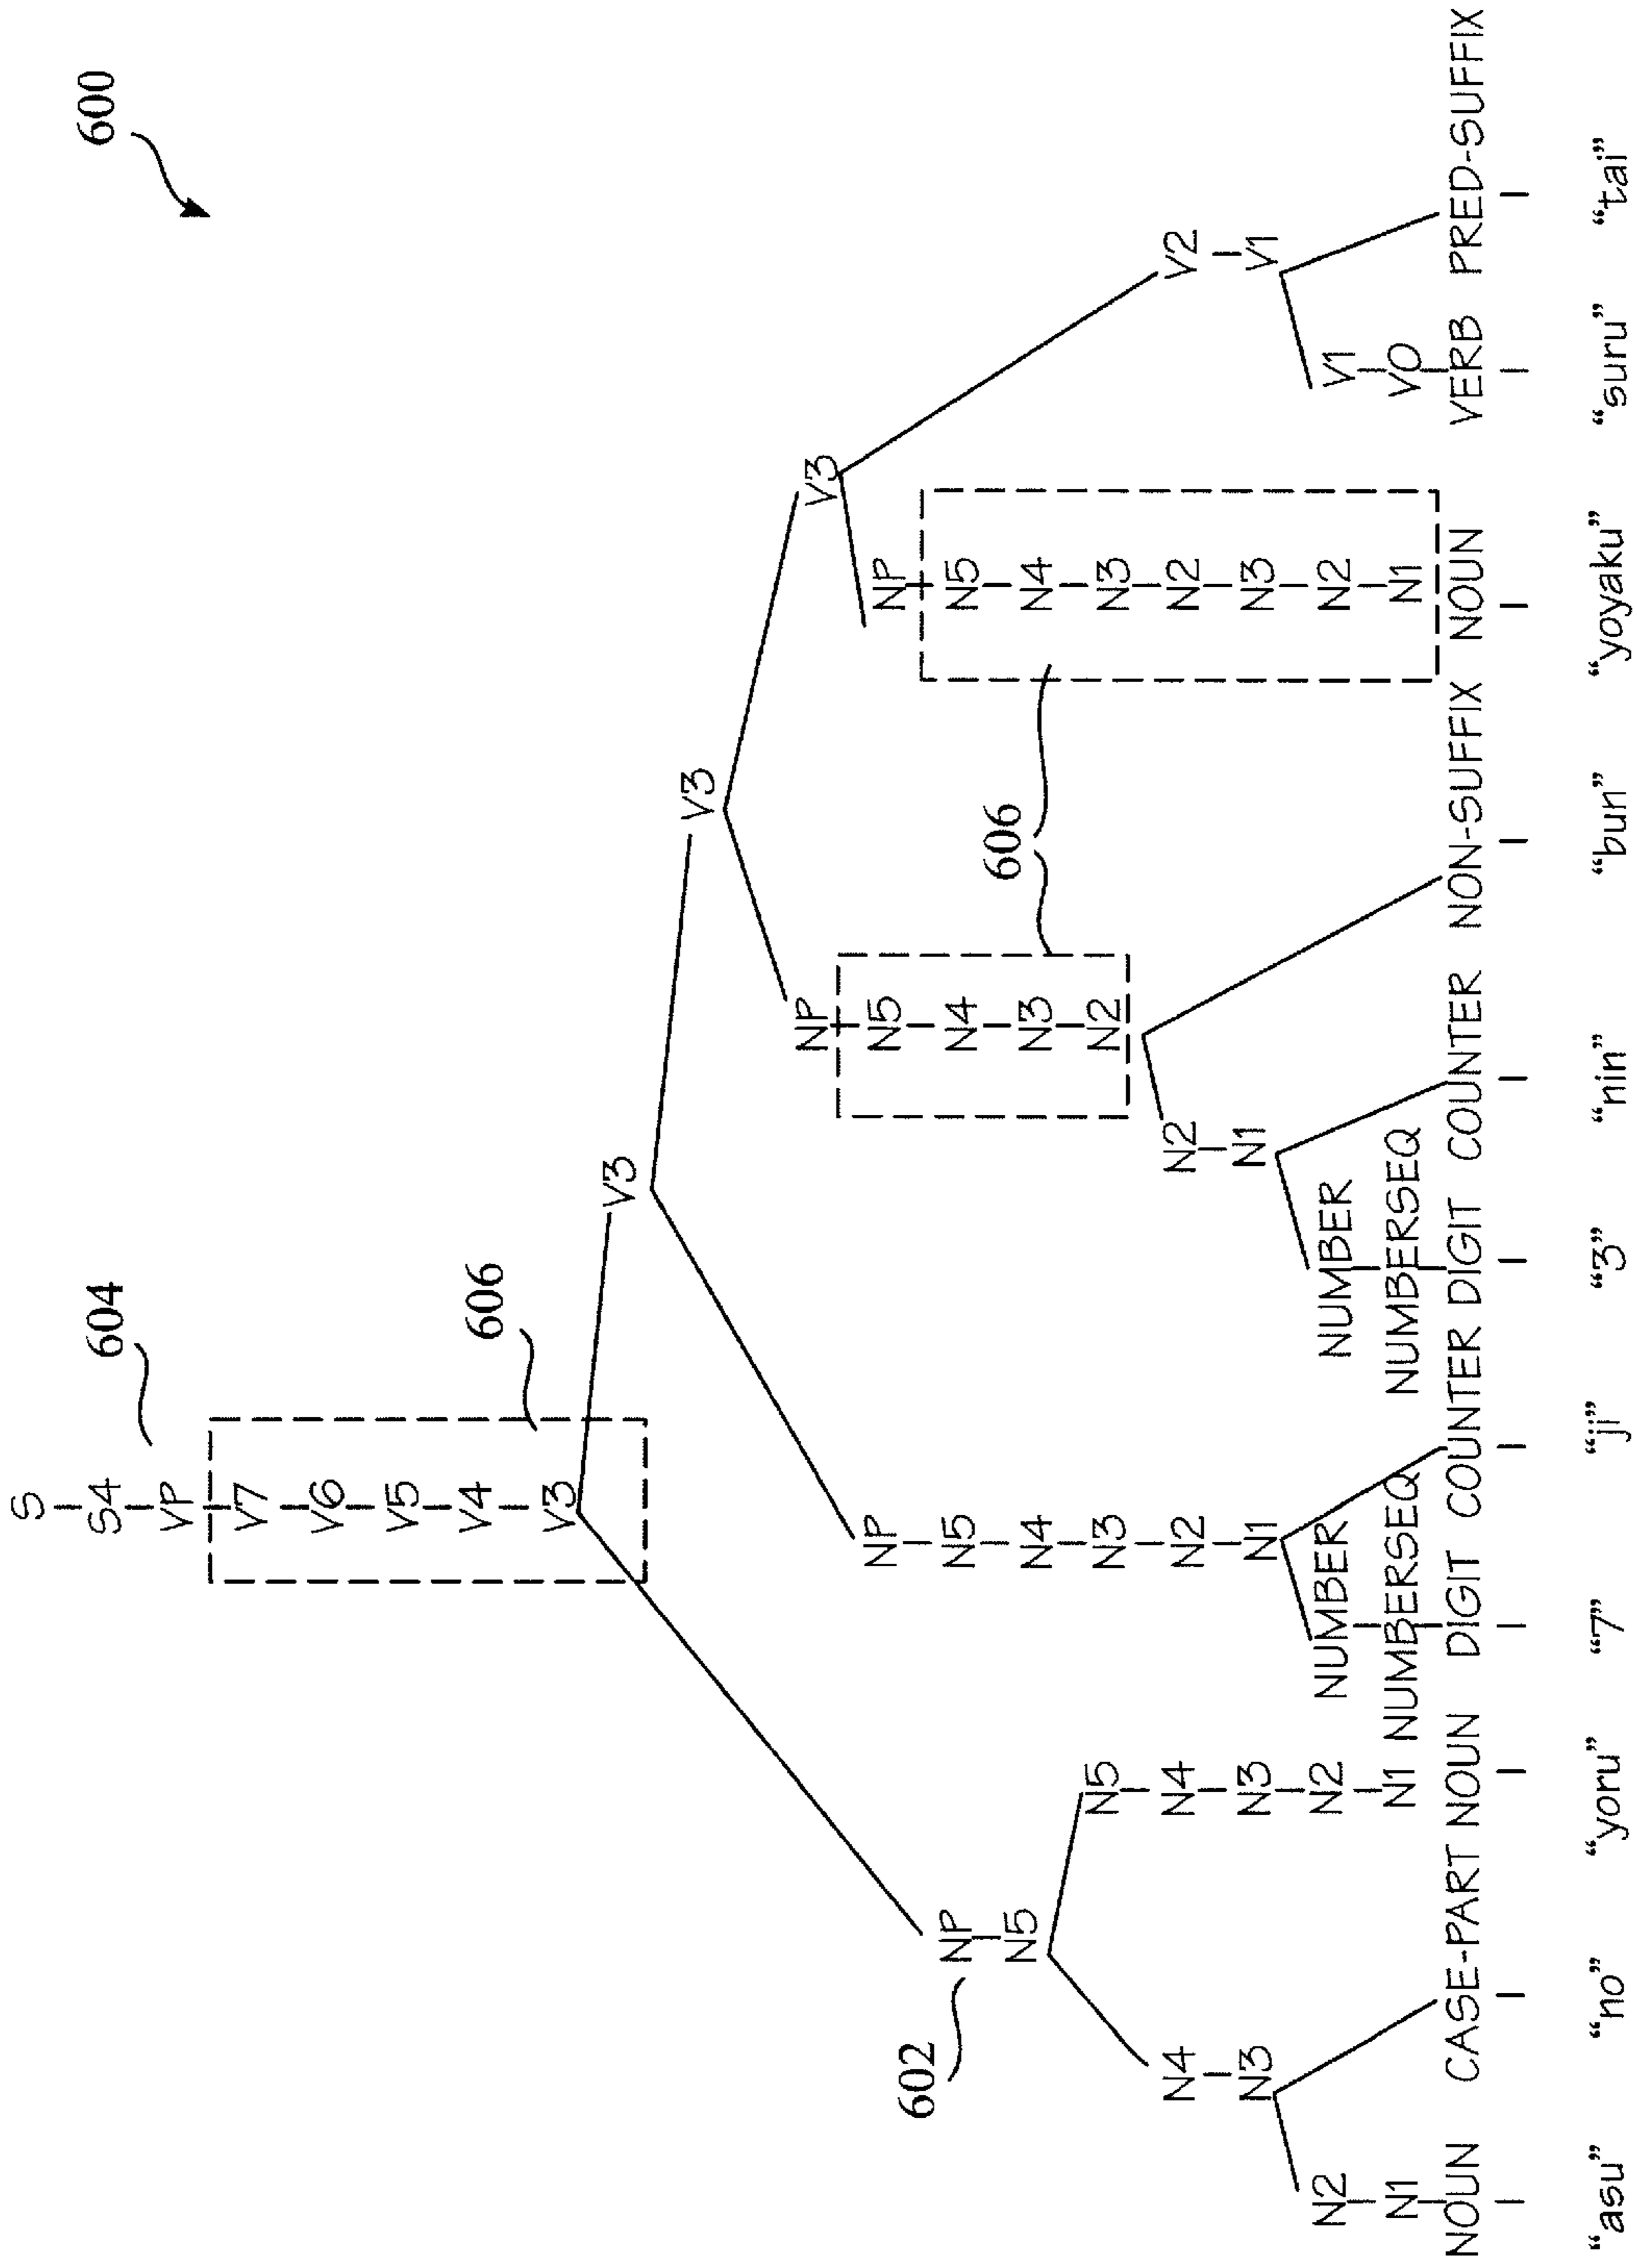 600
S
S4
604
VP
V7
V6
V5
V4
606
V3
V3
V3
V3
NP
NP
NP
N5
N5
N4
N4
N3
N3
N2
N2
N3
N2
N1
606
NP
N5
N4
N3
N2
N1
602
NP
N5
N5
N4
N3
N2
N1
N4
N3
N2
N1
N2
N1
V2
V1
V1
V0
NUMBER NUMBER
NUMBERSEQ NUMBERSEQ
NOUN CASE-PART NOUN DIGIT COUNTER DIGIT COUNTER NON-SUFFIX NOUN VERB PRED-SUFFIX
“asu” “no” “yoru” “7” “ji” “3” “nin” “bun” “yoyaku” “suru” “tai”